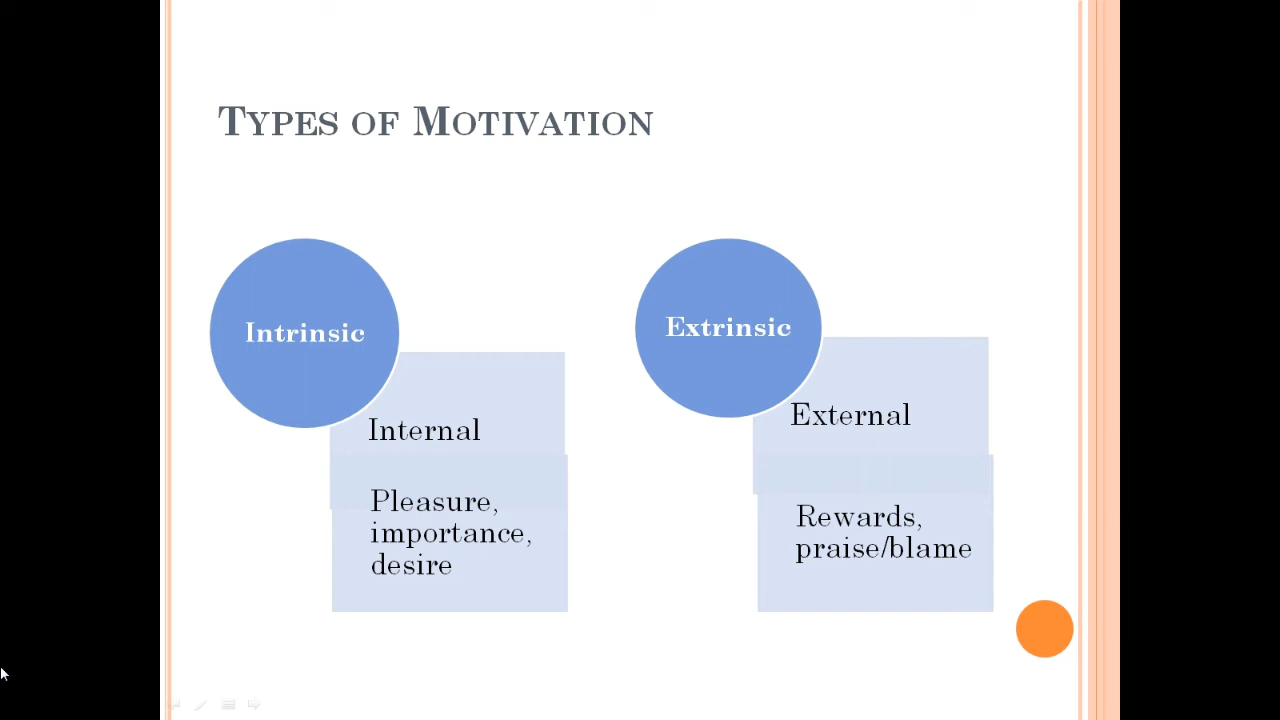 Types of Motivation
Intrinsic
Internal
Pleasure,
importance,
desire
Extrinsic
External
Rewards,
praise/blame